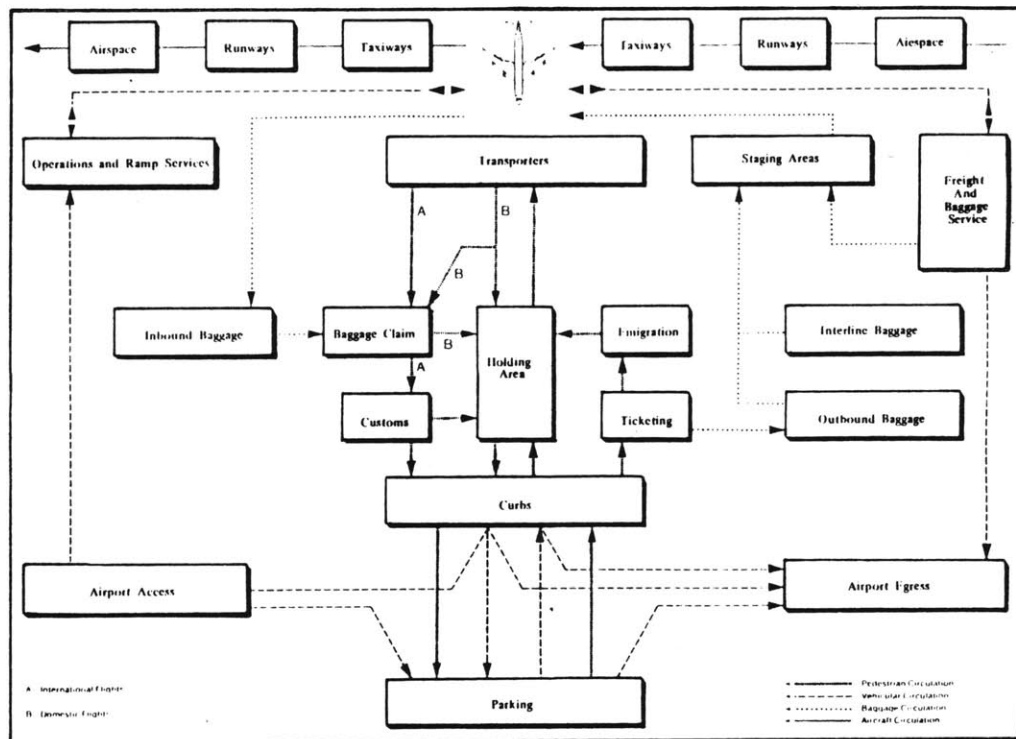 Airspace
Runways
Taxiways
Taxiways
Runways
Airspace
Operations and Ramp Services
Transporters
Staging Areas
Freight
And
Baggage
Service
A
B
B
Inbound Baggage
Baggage Claim
B
Holding
Area
Emigration
Interline Baggage
A
Customs
Ticketing
Outbound Baggage
Curbs
Airport Access
Airport Egress
Parking
A International Flights
B Domestic Flights
Pedestrian Circulation
Vehicular Circulation
Baggage Circulation
Aircraft Circulation